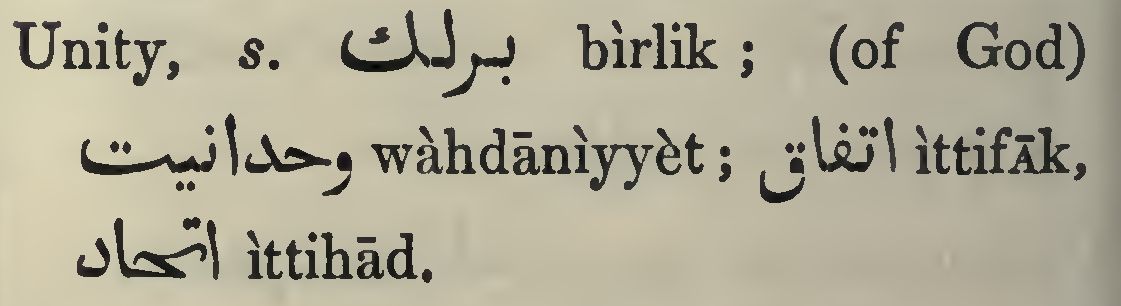 Unity, s. برلك bìrlik ; (of God)
وحدانيت wàhdānìyyèt ; اتفاق ìttifāk,
اتحاد ìttihād.